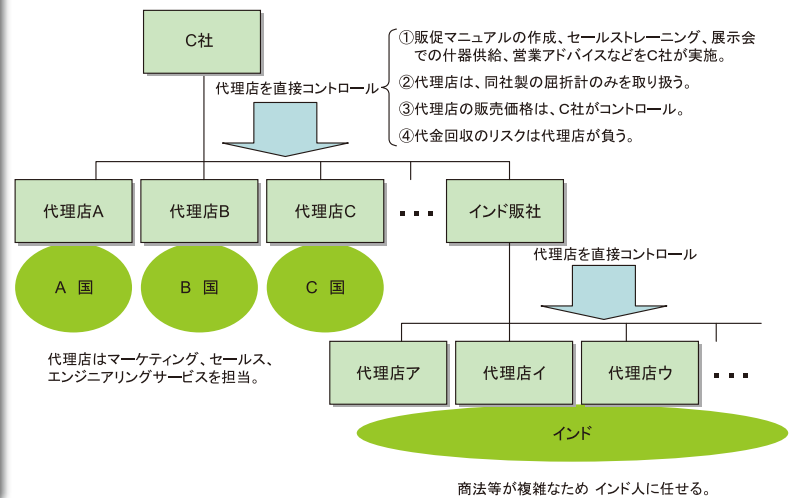 C社
①販促マニュアルの作成、セールストレーニング、展示会
での什器供給、営業アドバイスなどをC社が実施。
代理店を直接コントロール
②代理店は、同社製の屈折計のみを取り扱う。
③代理店の販売価格は、C社がコントロール。
④代金回収のリスクは代理店が負う。
代理店A
代理店B
代理店C
・・・
インド販社
A 国
B 国
C 国
代理店を直接コントロール
代理店はマーケティング、セールス、
エンジニアリングサービスを担当。
代理店ア
代理店イ
代理店ウ
・・・
インド
商法等が複雑なため インド人に任せる。